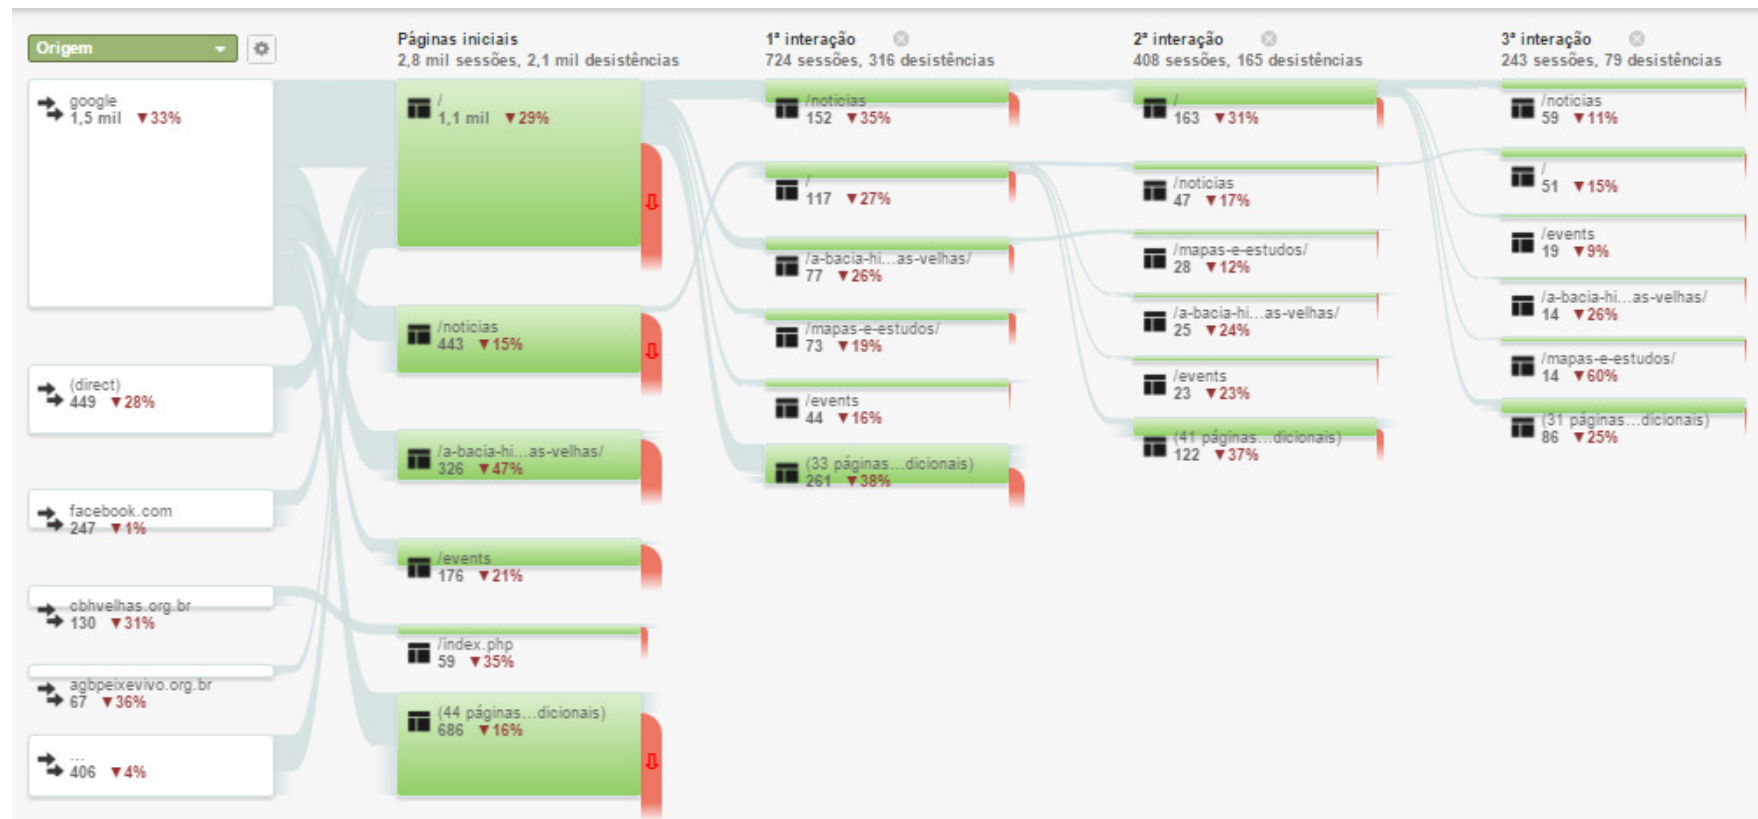 Origem
google
1,5 mil ▼33%
(direct)
449 ▼28%
facebook.com
247 ▼1%
cbhvelhas.org.br
130 ▼31%
agbpeixevivo.org.br
67 ▼36%
...
406 ▼4%
Páginas iniciais
2,8 mil sessões, 2,1 mil desistências
/
1,1 mil ▼29%
/noticias
443 ▼15%
/a-bacia-hi...as-velhas/
326 ▼47%
/events
176 ▼21%
/index.php
59 ▼35%
(44 páginas...dicionais)
686 ▼16%
1ª interação
724 sessões, 316 desistências
/noticias
152 ▼35%
/
117 ▼27%
/a-bacia-hi...as-velhas/
77 ▼26%
/mapas-e-estudos/
73 ▼19%
/events
44 ▼16%
(33 páginas...dicionais)
261 ▼38%
2ª interação
408 sessões, 165 desistências
/
163 ▼31%
/noticias
47 ▼17%
/mapas-e-estudos/
28 ▼12%
/a-bacia-hi...as-velhas/
25 ▼24%
/events
23 ▼23%
(41 páginas...dicionais)
122 ▼37%
3ª interação
243 sessões, 79 desistências
/noticias
59 ▼11%
/
51 ▼15%
/events
19 ▼9%
/a-bacia-hi...as-velhas/
14 ▼26%
/mapas-e-estudos/
14 ▼60%
(31 páginas...dicionais)
86 ▼25%